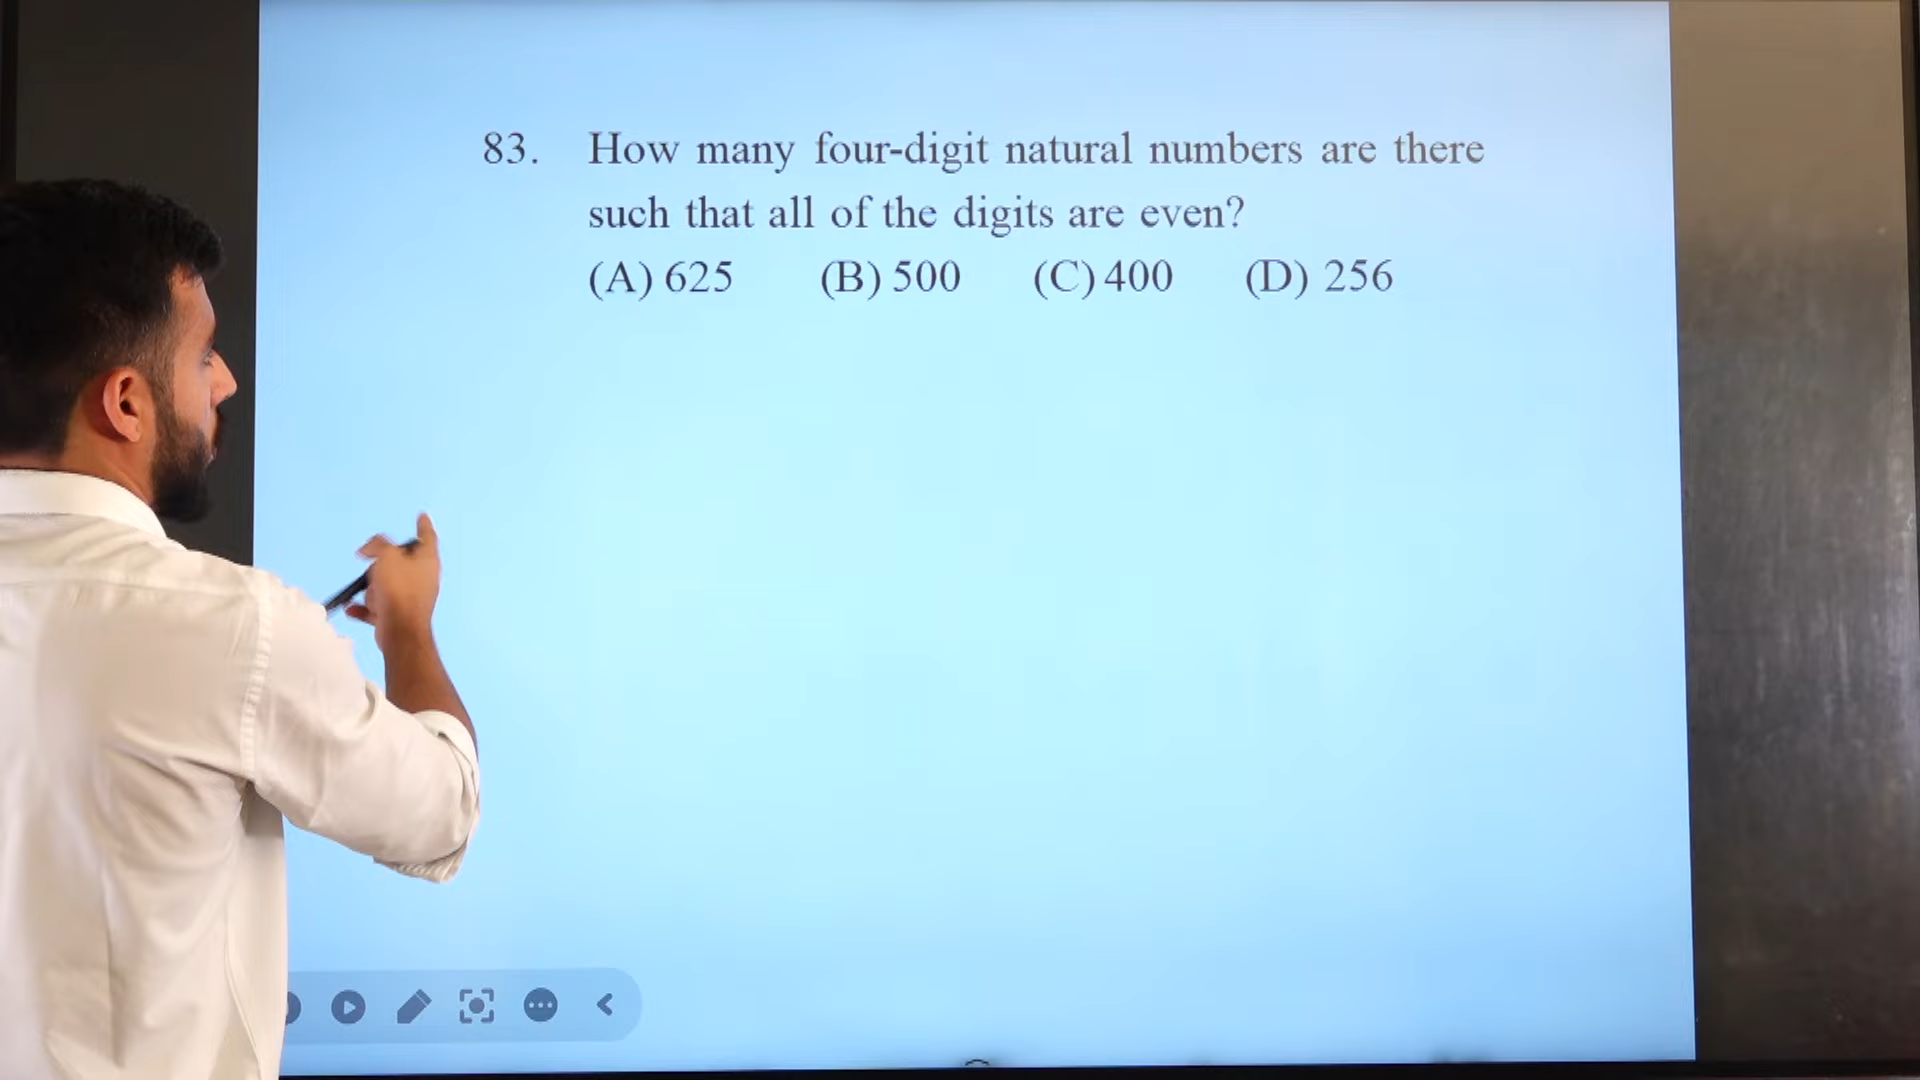 83. How many four-digit natural numbers are there
such that all of the digits are even?
(A) 625 (B) 500 (C) 400 (D) 256